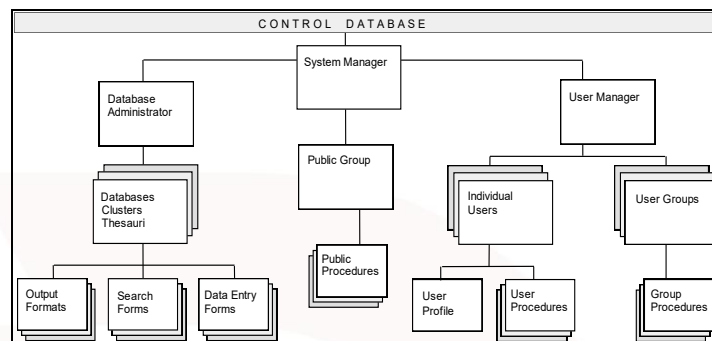 CONTROL DATABASE
System Manager
Database
Administrator
User Manager
Public Group
Databases
Clusters
Thesauri
Individual
Users
User Groups
Public
Procedures
Output
Formats
Search
Forms
Data Entry
Forms
User
Profile
User
Procedures
Group
Procedures